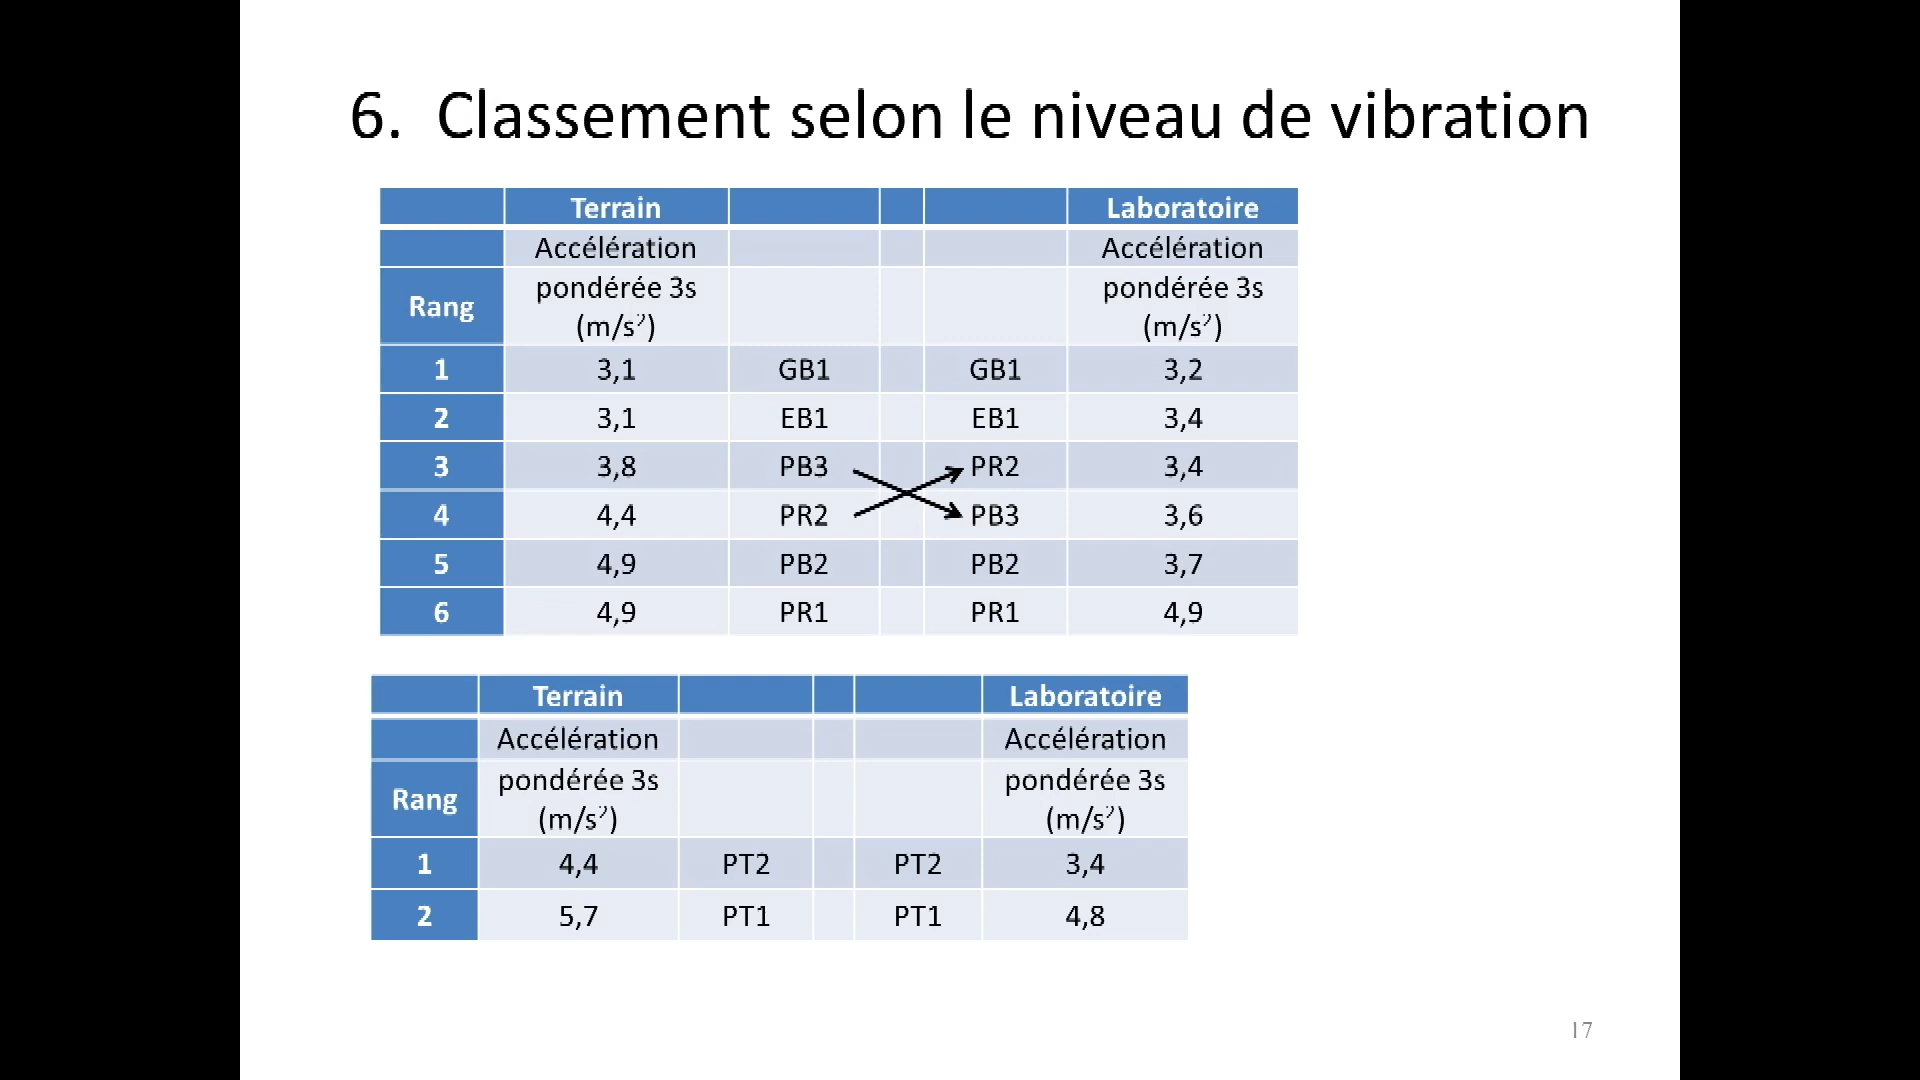 6. Classement selon le niveau de vibration
Terrain Laboratoire
Accélération Accélération
Rang pondérée 3s (m/s²) pondérée 3s (m/s²)
1 3,1 GB1 GB1 3,2
2 3,1 EB1 EB1 3,4
3 3,8 PB3 PR2 3,4
4 4,4 PR2 PB3 3,6
5 4,9 PB2 PB2 3,7
6 4,9 PR1 PR1 4,9
Terrain Laboratoire
Accélération Accélération
Rang pondérée 3s (m/s²) pondérée 3s (m/s²)
1 4,4 PT2 PT2 3,4
2 5,7 PT1 PT1 4,8
17